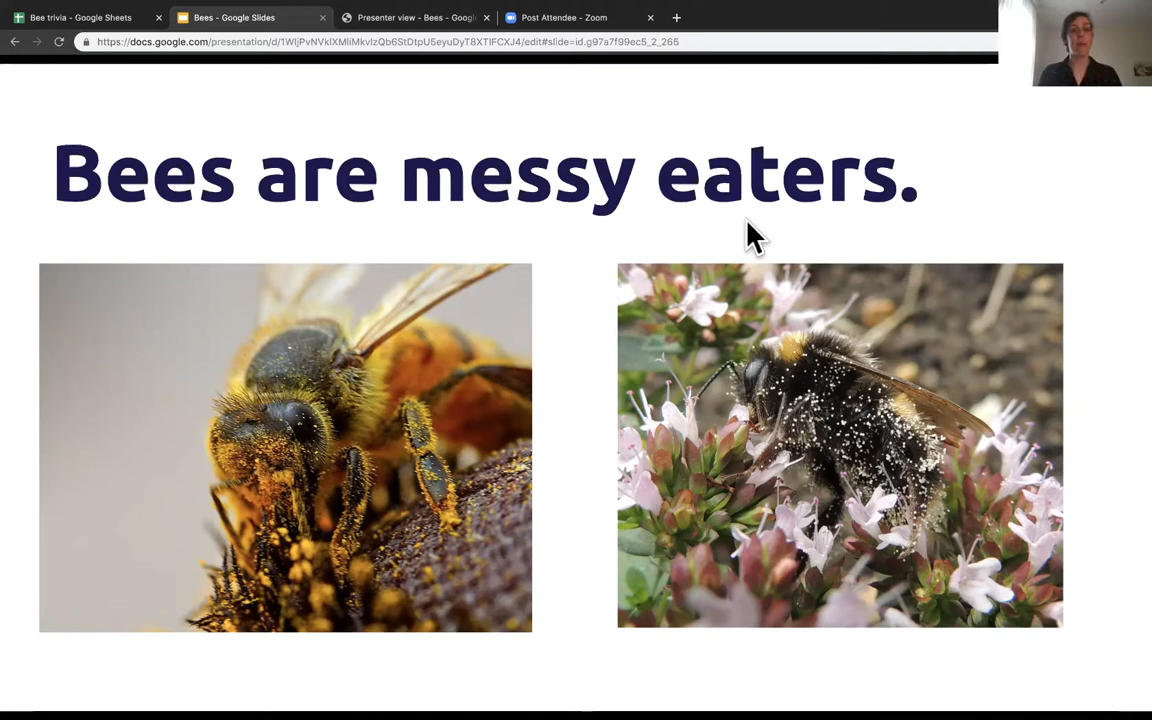 Bee trivia - Google Sheets
Bees - Google Slides
Presenter view - Bees - Goog
Post Attendee - Zoom
https://docs.google.com/presentation/d/1WljPvNVklXMliMkvlzQb6StDtpU5eyuDyT8XTlFCXJ4/edit#slide=id.g97a7f99ec5_2_265
Bees are messy eaters.